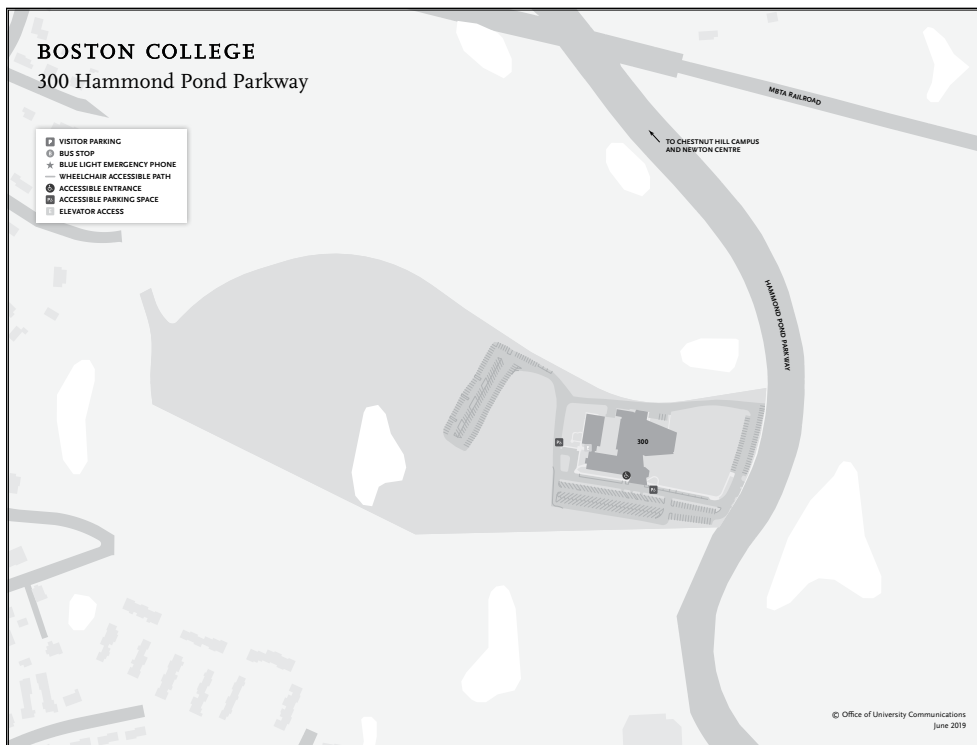 BOSTON COLLEGE
300 Hammond Pond Parkway
VISITOR PARKING
BUS STOP
BLUE LIGHT EMERGENCY PHONE
WHEELCHAIR ACCESSIBLE PATH
ACCESSIBLE ENTRANCE
ACCESSIBLE PARKING SPACE
ELEVATOR ACCESS
MBTA RAILROAD
TO CHESTNUT HILL CAMPUS
AND NEWTON CENTRE
HAMMOND POND PARKWAY
300
© Office of University Communications
June 2019